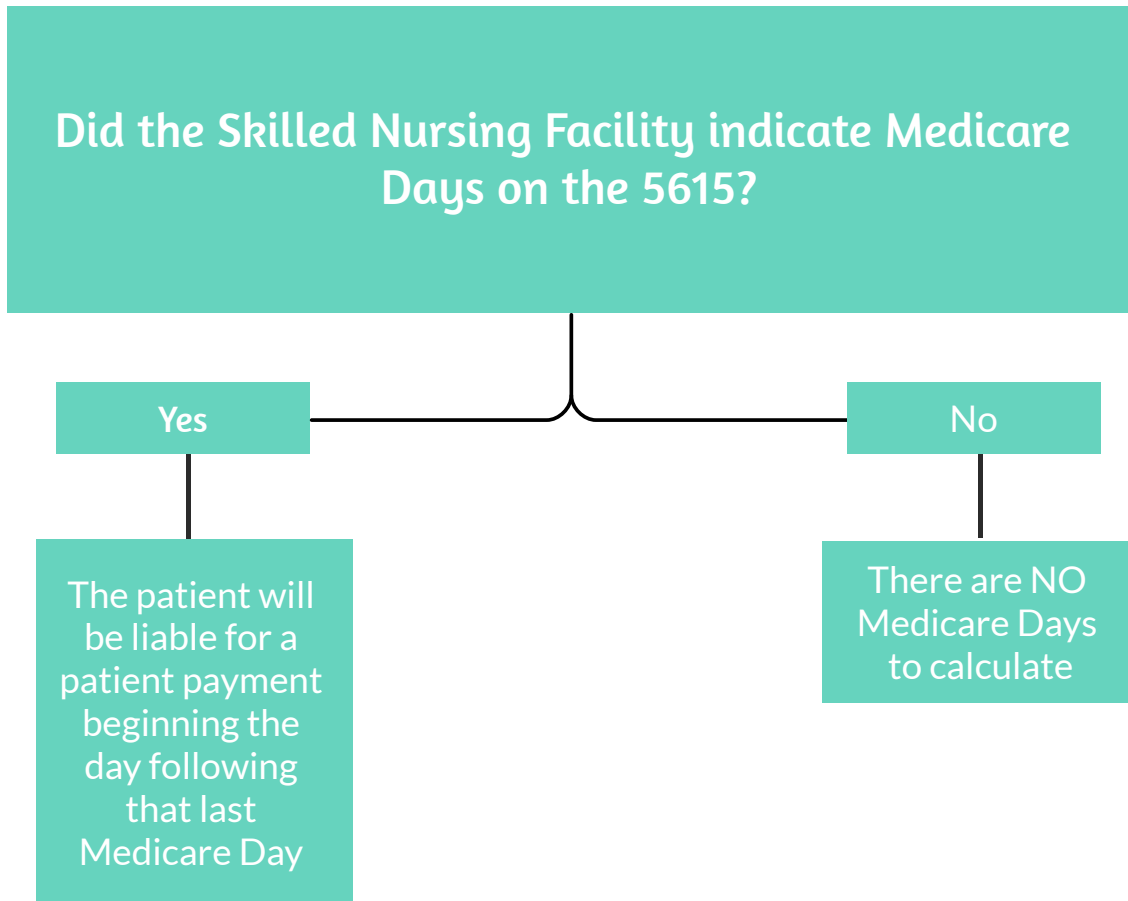 Did the Skilled Nursing Facility indicate Medicare
Days on the 5615?
Yes
No
The patient will
be liable for a
patient payment
beginning the
day following
that last
Medicare Day
There are NO
Medicare Days
to calculate